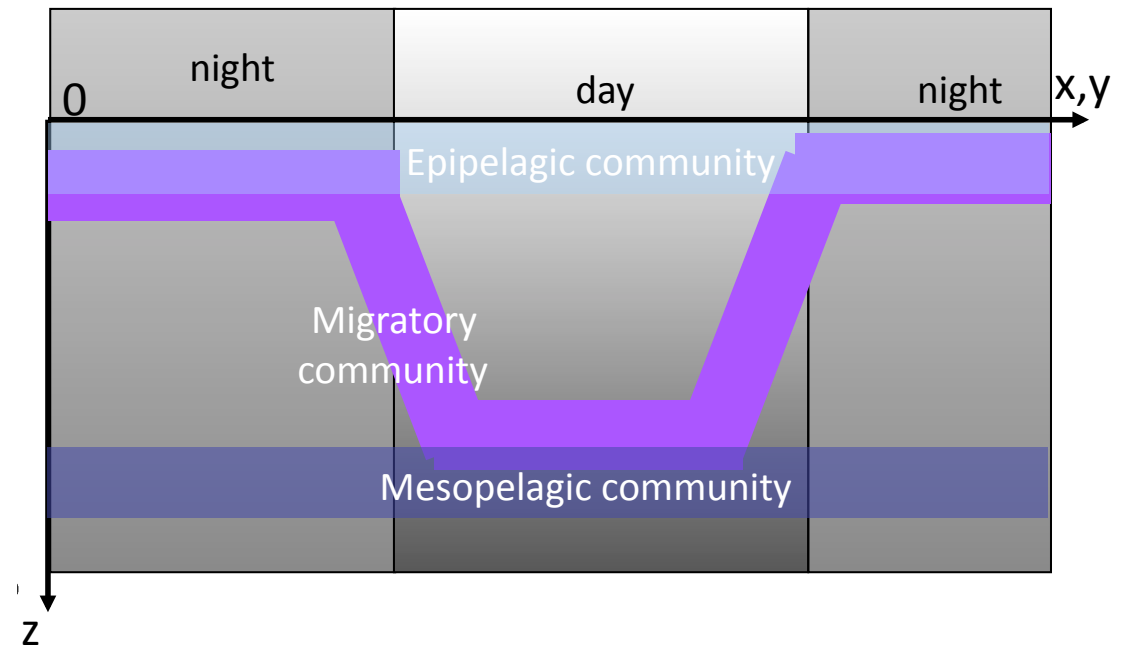 night
day
night
0
x,y
Epipelagic community
Migratory
community
Mesopelagic community
z